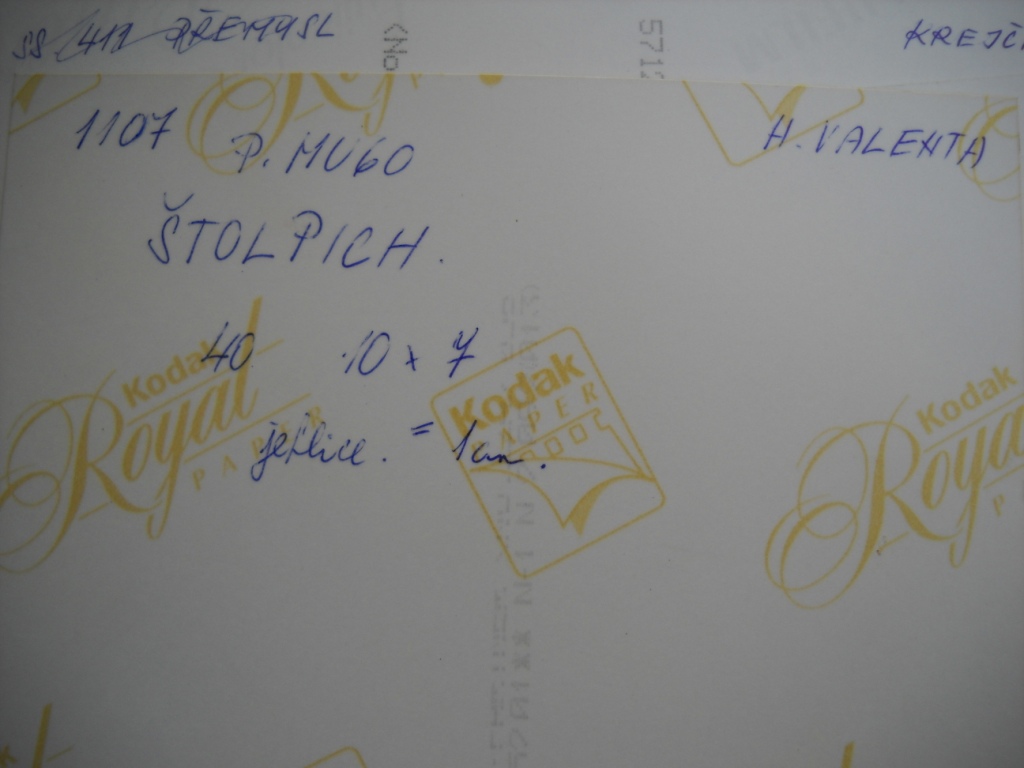 SS 411 PŘEMYSL KREJČ
1107 P. MUGO H. VALENTA
ŠTOLPICH.
40 10 x 7
jehlice. = 1cm.
Kodak
Royal
PAPER
Kodak
PAPER
Kodak
Royal
P